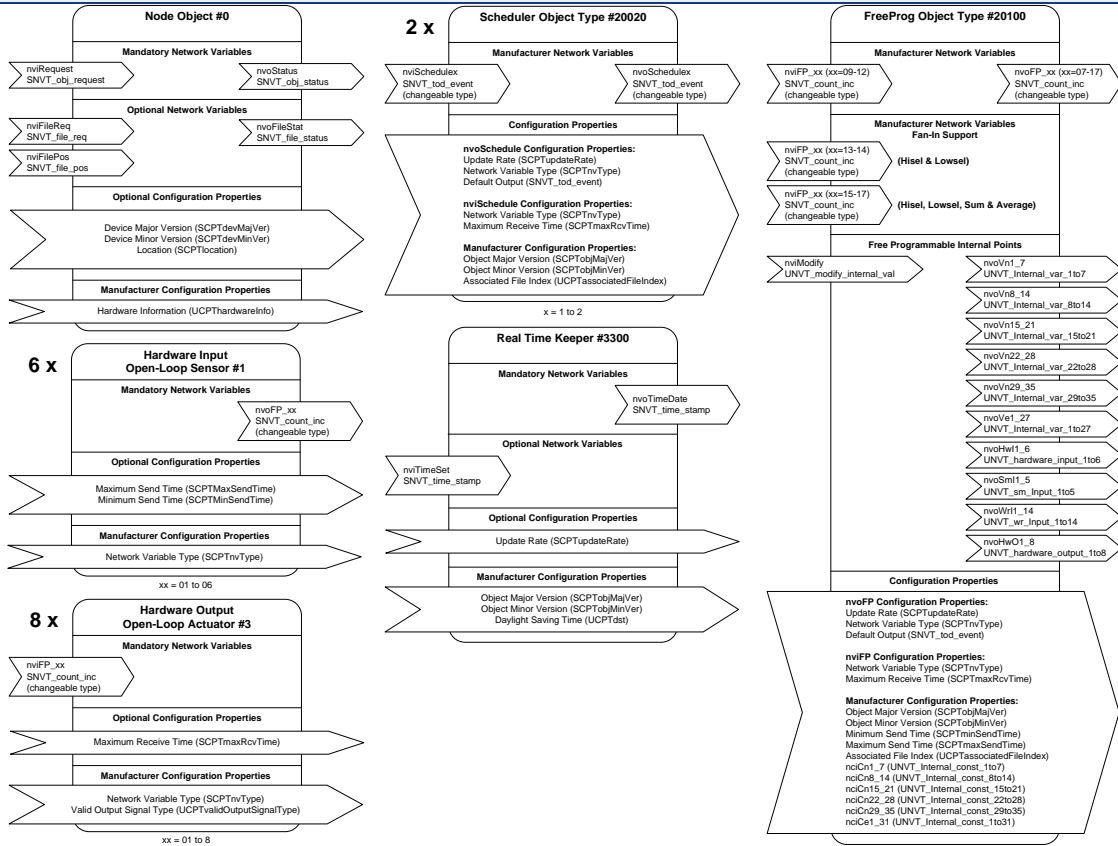 Node Object #0
Mandatory Network Variables
nviRequest
SNVT_obj_request
nvoStatus
SNVT_obj_status
Optional Network Variables
nviFileReq
SNVT_file_req
nvoFileStat
SNVT_file_status
nviFilePos
SNVT_file_pos
Optional Configuration Properties
Device Major Version (SCPTdevMajVer)
Device Minor Version (SCPTdevMinVer)
Location (SCPTlocation)
Manufacturer Configuration Properties
Hardware Information (UCPThardwareInfo)
6 x
Hardware Input
Open-Loop Sensor #1
Mandatory Network Variables
nvoFP_xx
SNVT_count_inc
(changeable type)
Optional Configuration Properties
Maximum Send Time (SCPTMaxSendTime)
Minimum Send Time (SCPTMinSendTime)
Manufacturer Configuration Properties
Network Variable Type (SCPTnvType)
xx = 01 to 06
8 x
Hardware Output
Open-Loop Actuator #3
Mandatory Network Variables
nviFP_xx
SNVT_count_inc
(changeable type)
Optional Configuration Properties
Maximum Receive Time (SCPTmaxRcvTime)
Manufacturer Configuration Properties
Network Variable Type (SCPTnvType)
Valid Output Signal Type (UCPTvalidOutputSignalType)
xx = 01 to 8
2 x
Scheduler Object Type #20020
Manufacturer Network Variables
nviSchedulex
SNVT_tod_event
(changeable type)
nvoSchedulex
SNVT_tod_event
(changeable type)
Configuration Properties
nvoSchedule Configuration Properties:
Update Rate (SCPTupdateRate)
Network Variable Type (SCPTnvType)
Default Output (SNVT_tod_event)
nviSchedule Configuration Properties:
Network Variable Type (SCPTnvType)
Maximum Receive Time (SCPTmaxRcvTime)
Manufacturer Configuration Properties:
Object Major Version (SCPTobjMajVer)
Object Minor Version (SCPTobjMinVer)
Associated File Index (UCPTassociatedFileIndex)
x = 1 to 2
Real Time Keeper #3300
Mandatory Network Variables
nvoTimeDate
SNVT_time_stamp
Optional Network Variables
nviTimeSet
SNVT_time_stamp
Optional Configuration Properties
Update Rate (SCPTupdateRate)
Manufacturer Configuration Properties
Object Major Version (SCPTobjMajVer)
Object Minor Version (SCPTobjMinVer)
Daylight Saving Time (UCPTdst)
FreeProg Object Type #20100
Manufacturer Network Variables
nviFP_xx (xx=09-12)
SNVT_count_inc
(changeable type)
nvoFP_xx (xx=07-17)
SNVT_count_inc
(changeable type)
Manufacturer Network Variables
Fan-In Support
nviFP_xx (xx=13-14)
SNVT_count_inc
(changeable type)
(Hisel & Lowsel)
nviFP_xx (xx=15-17)
SNVT_count_inc
(changeable type)
(Hisel, Lowsel, Sum & Average)
Free Programmable Internal Points
nviModify
UNVT_modify_internal_val
nvoVn1_7
UNVT_Internal_var_1to7
nvoVn8_14
UNVT_Internal_var_8to14
nvoVn15_21
UNVT_Internal_var_15to21
nvoVn22_28
UNVT_Internal_var_22to28
nvoVn29_35
UNVT_Internal_var_29to35
nvoVe1_27
UNVT_Internal_var_1to27
nvoHwI1_6
UNVT_hardware_input_1to6
nvoSmI1_5
UNVT_sm_Input_1to5
nvoWrI1_14
UNVT_wr_Input_1to14
nvoHwO1_8
UNVT_hardware_output_1to8
Configuration Properties
nvoFP Configuration Properties:
Update Rate (SCPTupdateRate)
Network Variable Type (SCPTnvType)
Default Output (SNVT_tod_event)
nviFP Configuration Properties:
Network Variable Type (SCPTnvType)
Maximum Receive Time (SCPTmaxRcvTime)
Manufacturer Configuration Properties:
Object Major Version (SCPTobjMajVer)
Object Minor Version (SCPTobjMinVer)
Minimum Send Time (SCPTminSendTime)
Maximum Send Time (SCPTmaxSendTime)
Associated File Index (UCPTassociatedFileIndex)
nciCn1_7 (UNVT_Internal_const_1to7)
nciCn8_14 (UNVT_Internal_const_8to14)
nciCn15_21 (UNVT_Internal_const_15to21)
nciCn22_28 (UNVT_Internal_const_22to28)
nciCn29_35 (UNVT_Internal_const_29to35)
nciCe1_31 (UNVT_Internal_const_1to31)